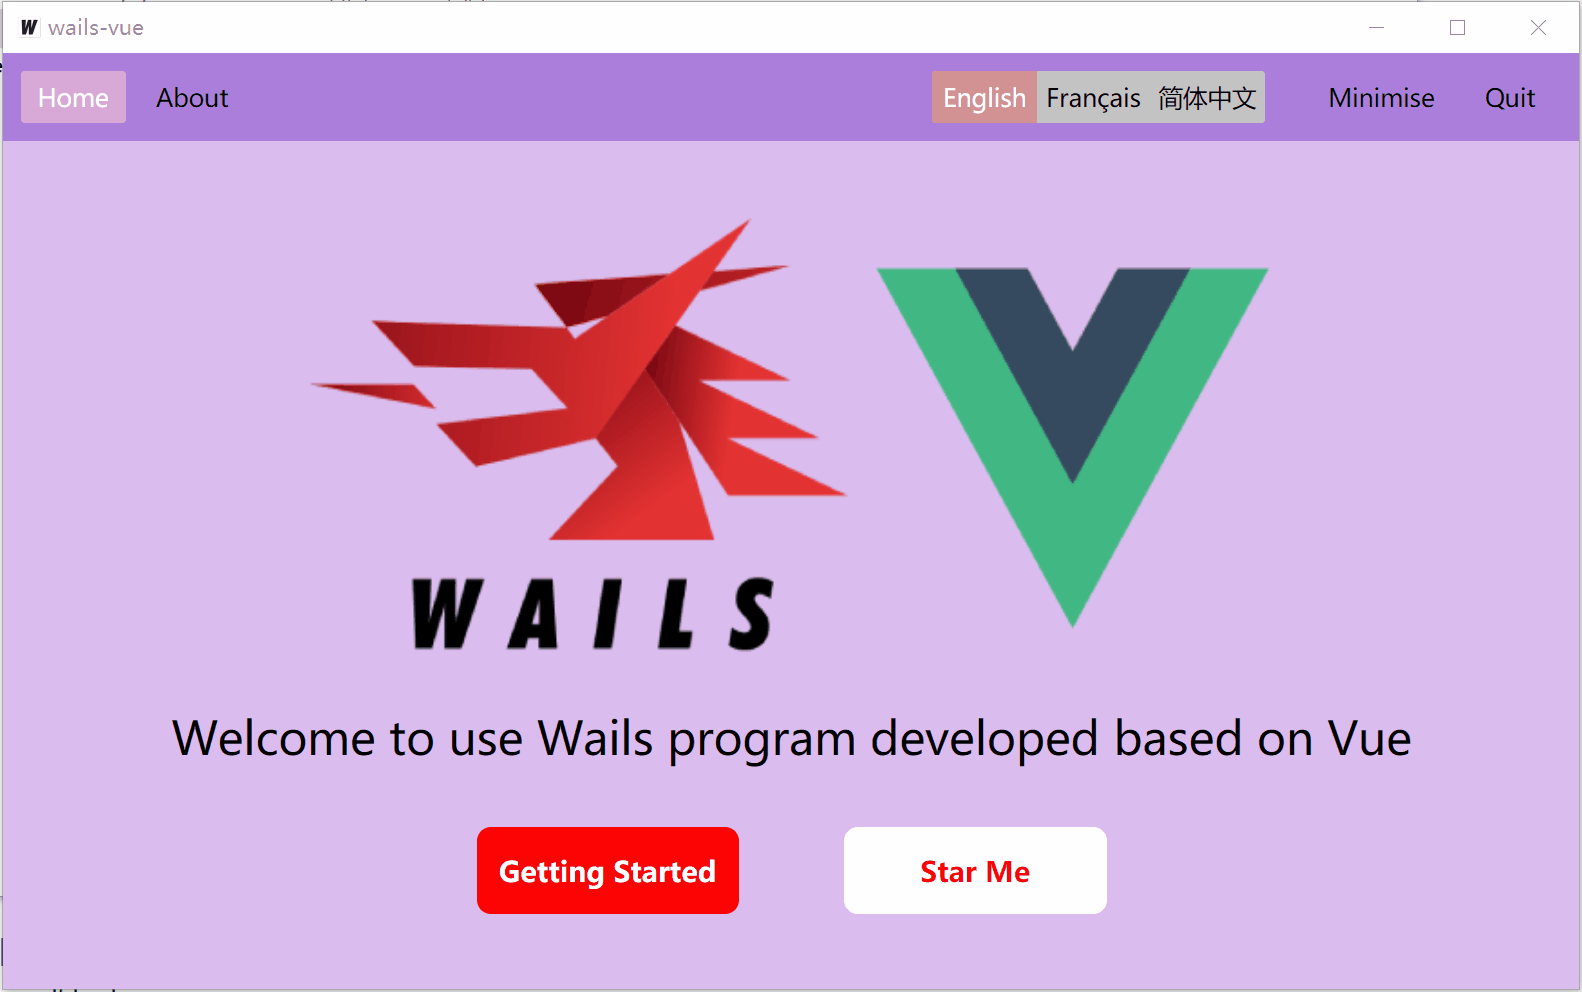 wails-vue
Home About English Français 简体中文 Minimise Quit
WAILS
Welcome to use Wails program developed based on Vue
Getting Started Star Me